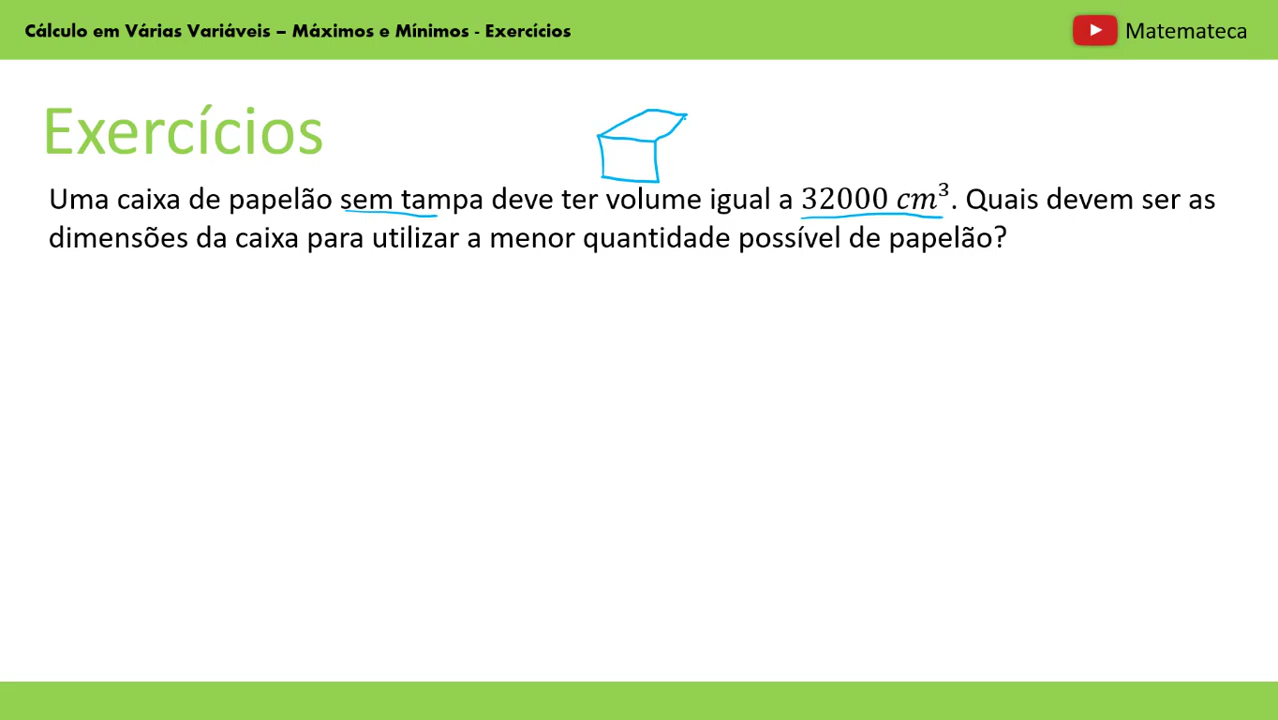 Cálculo em Várias Variáveis – Máximos e Mínimos - Exercícios
Matemateca
Exercícios
Uma caixa de papelão sem tampa deve ter volume igual a 32000 cm³. Quais devem ser as
dimensões da caixa para utilizar a menor quantidade possível de papelão?